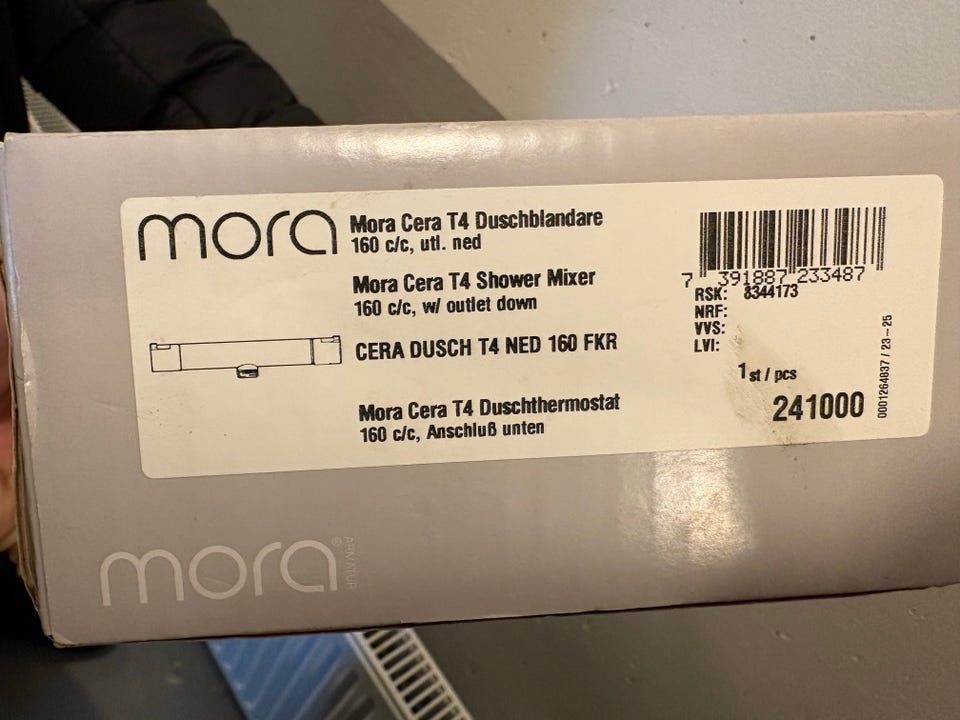 mora
Mora Cera T4 Duschblandare
160 c/c, utl. ned
Mora Cera T4 Shower Mixer
160 c/c, w/ outlet down
CERA DUSCH T4 NED 160 FKR
Mora Cera T4 Duschthermostat
160 c/c, Anschluß unten
7 391887 233487
RSK: 8344173
NRF:
VVS:
LVI:
1 st / pcs
241000
0001264837 / 23-25
mora
ARMATUR ®